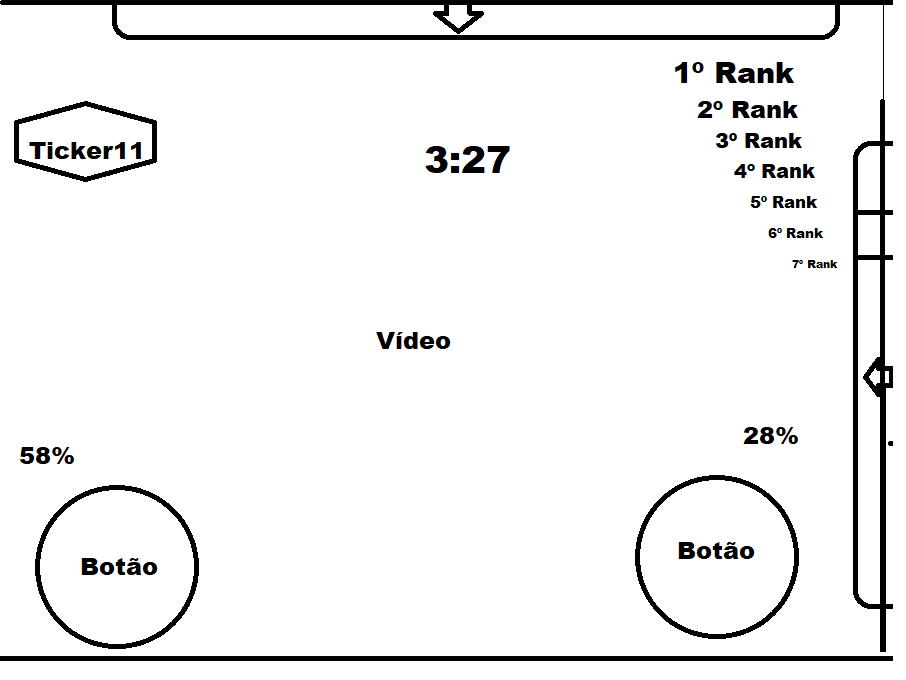 1º Rank
2º Rank
3º Rank
Ticker11
3:27
4º Rank
5º Rank
6º Rank
7º Rank
Vídeo
28%
58%
Botão
Botão